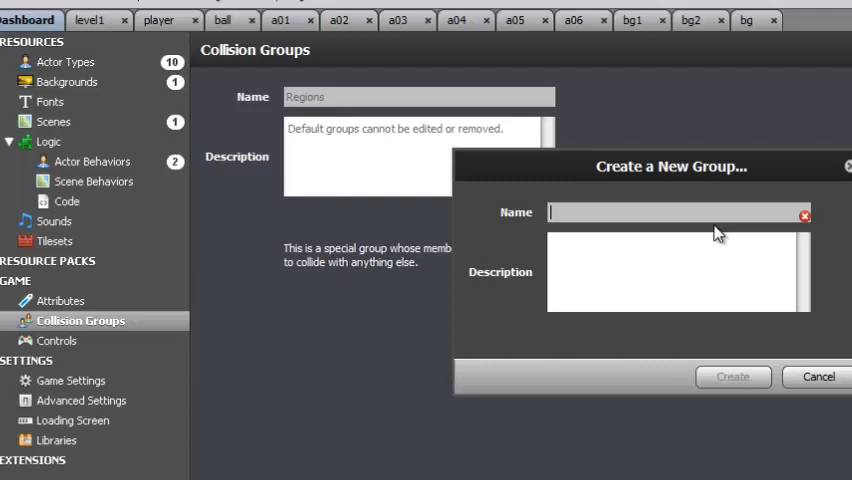 Dashboard level1 player ball a01 a02 a03 a04 a05 a06 bg1 bg2 bg
RESOURCES
Actor Types 10
Backgrounds 1
Fonts
Scenes 1
Logic
Actor Behaviors 2
Scene Behaviors
Code
Sounds
Tilesets
RESOURCE PACKS
GAME
Attributes
Collision Groups
Controls
SETTINGS
Game Settings
Advanced Settings
Loading Screen
Libraries
EXTENSIONS
Collision Groups
Name Regions
Description Default groups cannot be edited or removed.
This is a special group whose memb
to collide with anything else.
Create a New Group...
Name
Description
Create Cancel